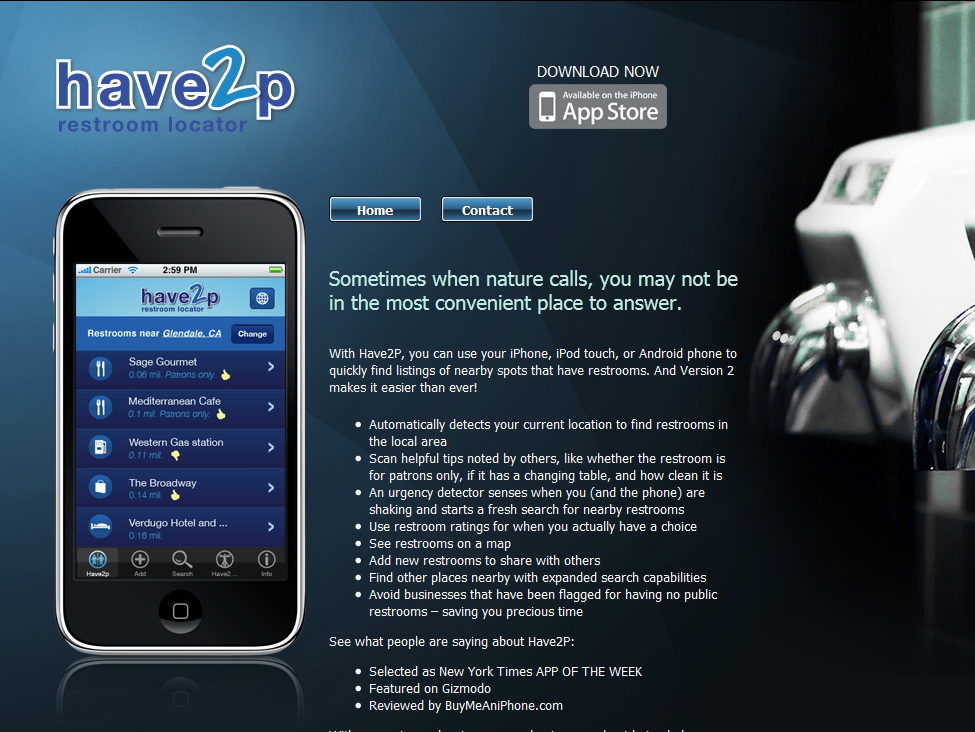 have2p
restroom locator
DOWNLOAD NOW
Available on the iPhone
App Store
Home
Contact
Carrier 2:59 PM
have2p
restroom locator
Restrooms near Glendale, CA Change
Sage Gourmet
0.06 mil. Patrons only.
Mediterranean Cafe
0.1 mil. Patrons only.
Western Gas station
0.11 mil.
The Broadway
0.14 mil.
Verdugo Hotel and ...
0.16 mil.
Have2p Add Search Have2 ... Info
Sometimes when nature calls, you may not be
in the most convenient place to answer.
With Have2P, you can use your iPhone, iPod touch, or Android phone to
quickly find listings of nearby spots that have restrooms. And Version 2
makes it easier than ever!
• Automatically detects your current location to find restrooms in
the local area
• Scan helpful tips noted by others, like whether the restroom is
for patrons only, if it has a changing table, and how clean it is
• An urgency detector senses when you (and the phone) are
shaking and starts a fresh search for nearby restrooms
• Use restroom ratings for when you actually have a choice
• See restrooms on a map
• Add new restrooms to share with others
• Find other places nearby with expanded search capabilities
• Avoid businesses that have been flagged for having no public
restrooms – saving you precious time
See what people are saying about Have2P:
• Selected as New York Times APP OF THE WEEK
• Featured on Gizmodo
• Reviewed by BuyMeAniPhone.com